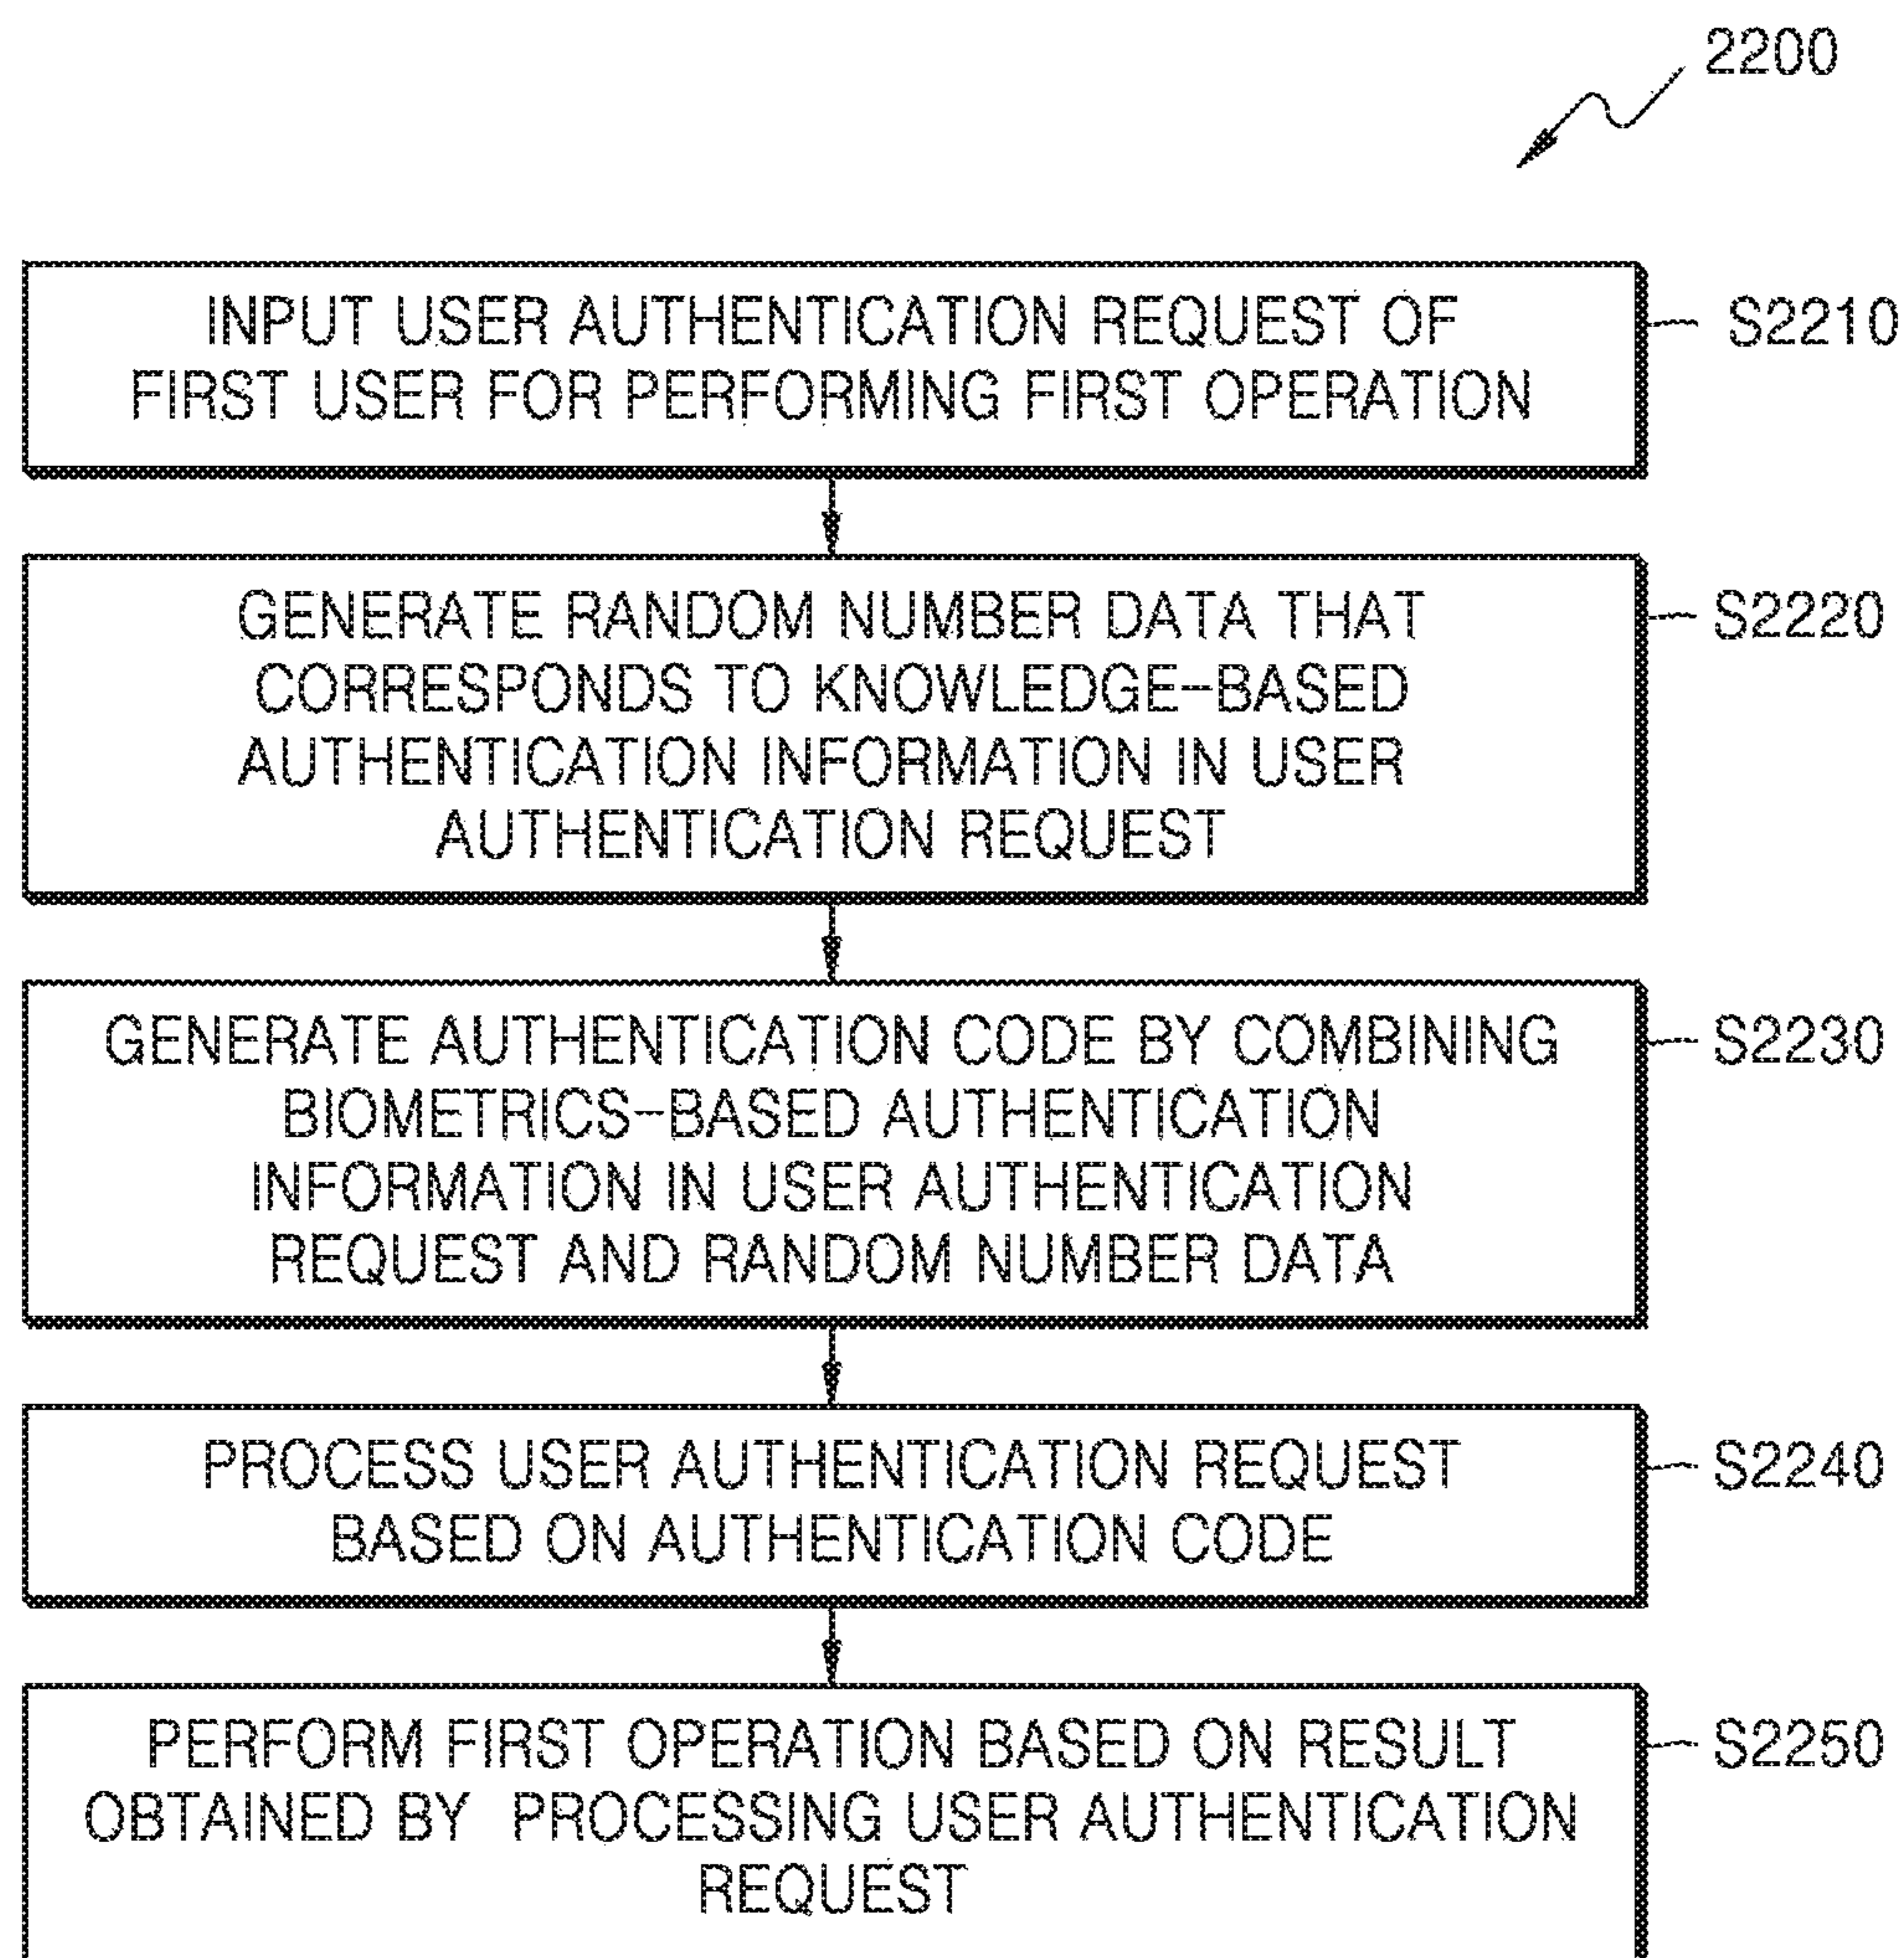 2200
INPUT USER AUTHENTICATION REQUEST OF
FIRST USER FOR PERFORMING FIRST OPERATION
S2210
GENERATE RANDOM NUMBER DATA THAT
CORRESPONDS TO KNOWLEDGE-BASED
AUTHENTICATION INFORMATION IN USER
AUTHENTICATION REQUEST
S2220
GENERATE AUTHENTICATION CODE BY COMBINING
BIOMETRICS-BASED AUTHENTICATION
INFORMATION IN USER AUTHENTICATION
REQUEST AND RANDOM NUMBER DATA
S2230
PROCESS USER AUTHENTICATION REQUEST
BASED ON AUTHENTICATION CODE
S2240
PERFORM FIRST OPERATION BASED ON RESULT
OBTAINED BY PROCESSING USER AUTHENTICATION
REQUEST
S2250